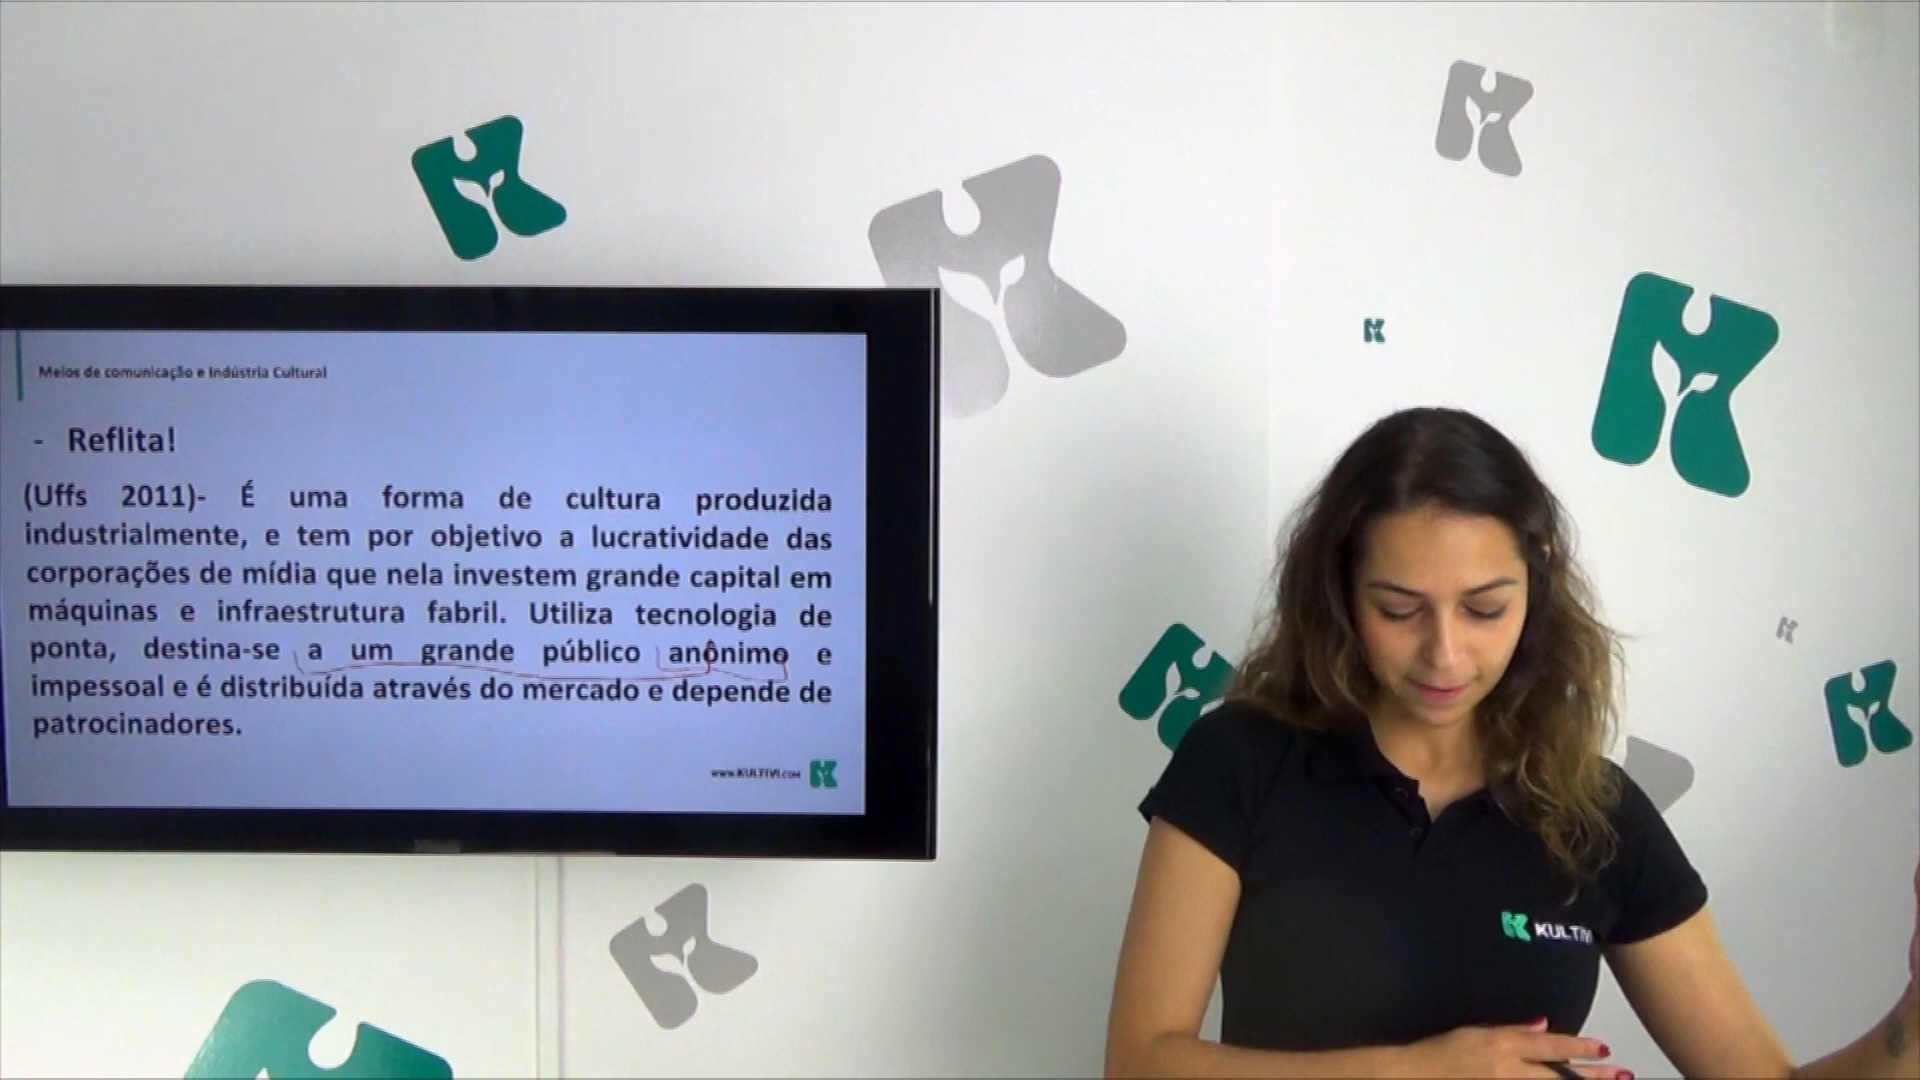 Meios de comunicação e Indústria Cultural
- Reflita!
(Uffs 2011)- É uma forma de cultura produzida
industrialmente, e tem por objetivo a lucratividade das
corporações de mídia que nela investem grande capital em
máquinas e infraestrutura fabril. Utiliza tecnologia de
ponta, destina-se a um grande público anônimo e
impessoal e é distribuída através do mercado e depende de
patrocinadores.
www.KULTIVI.com
KULTIVI